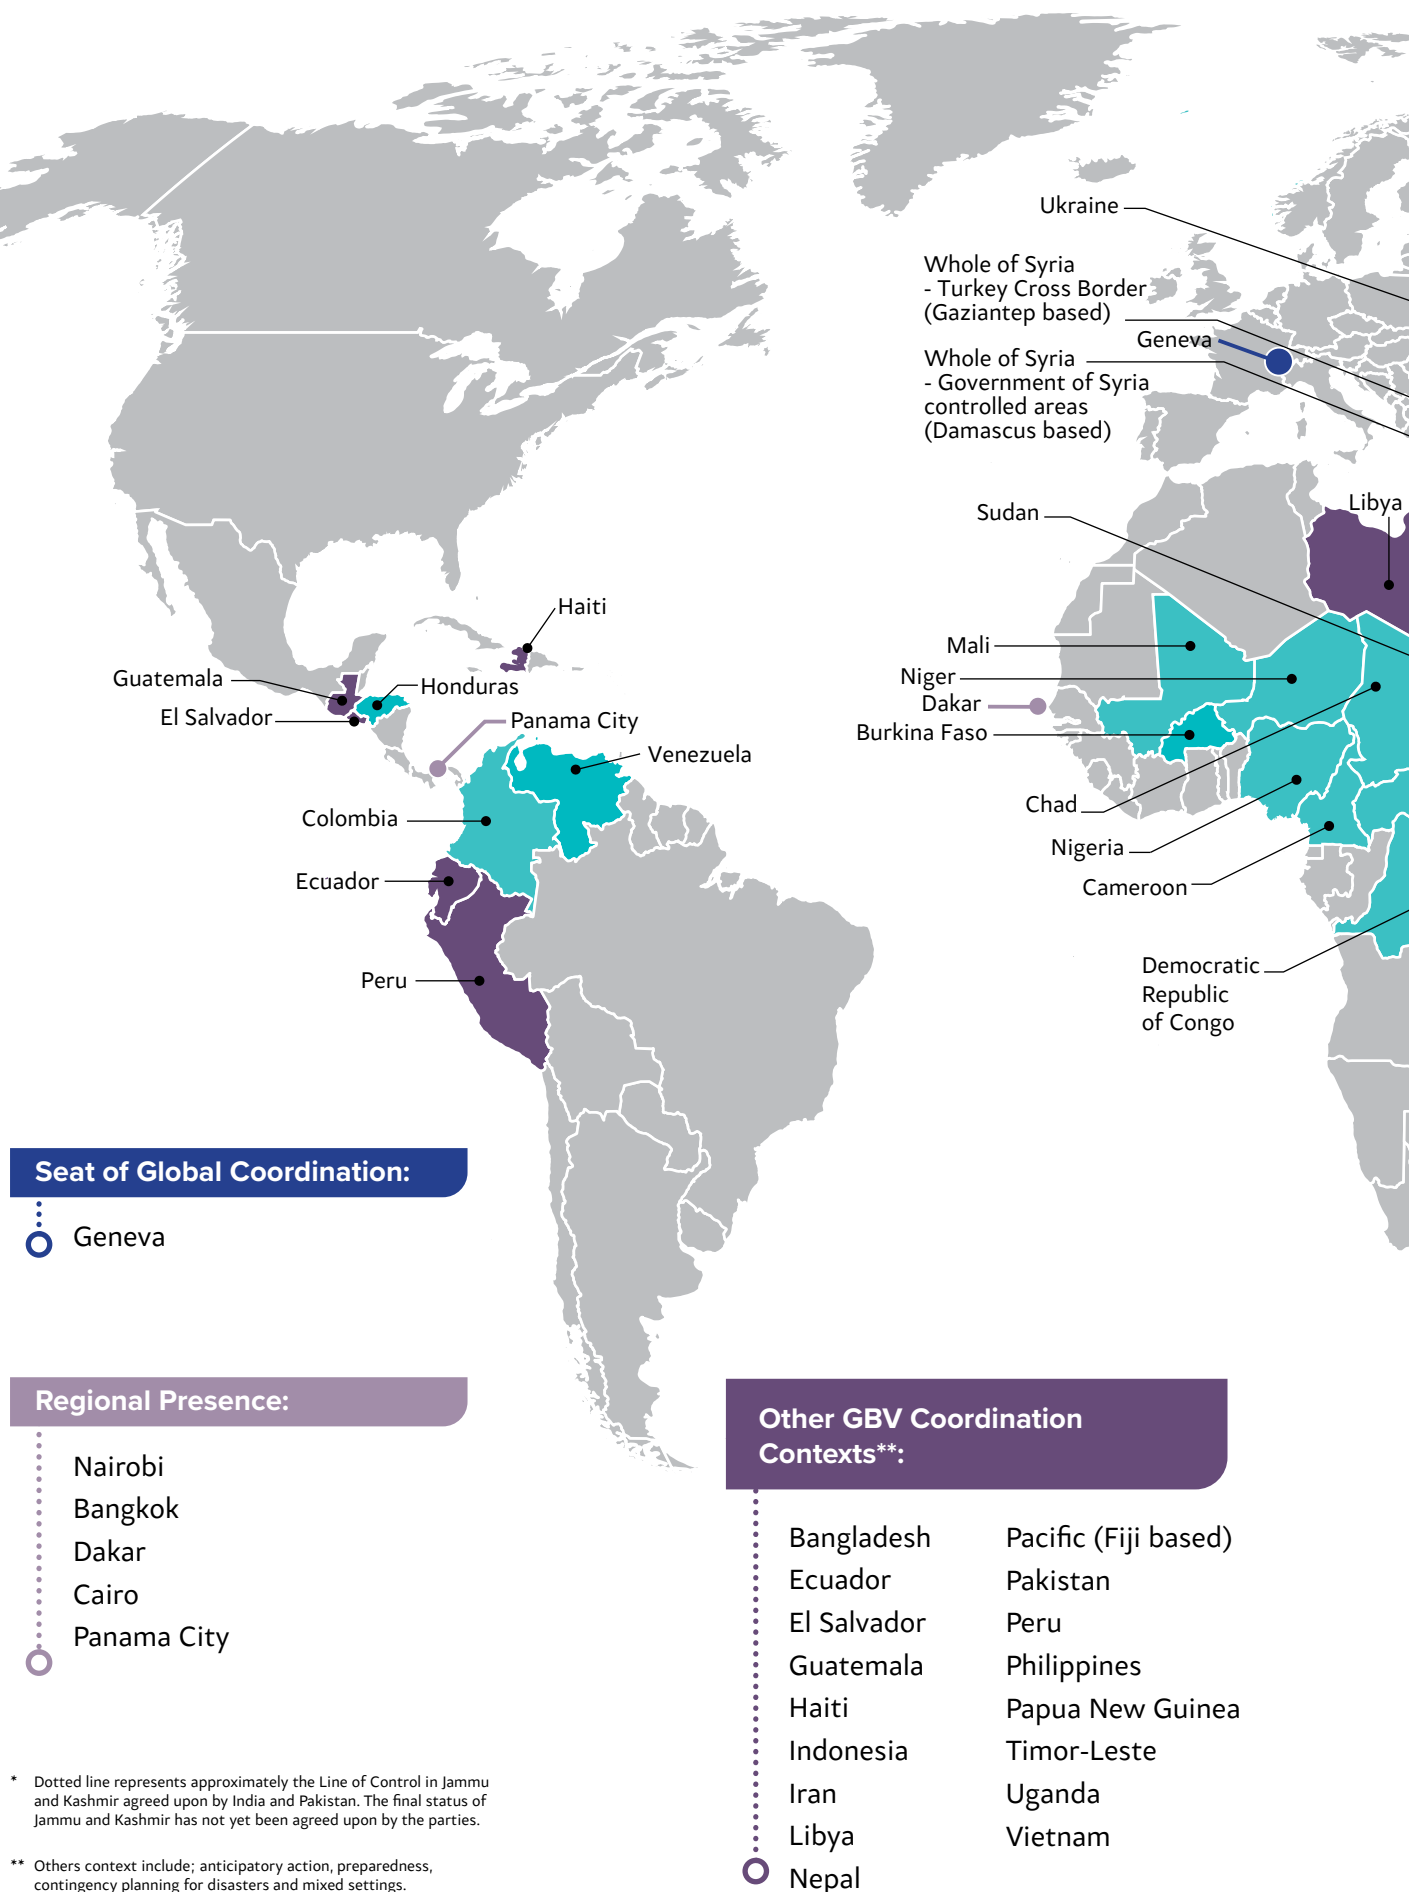 Ukraine
Whole of Syria
- Turkey Cross Border
(Gaziantep based)
Geneva
Whole of Syria
- Government of Syria
controlled areas
(Damascus based)
Sudan
Libya
Haiti
Mali
Guatemala
Honduras
Niger
Dakar
El Salvador
Panama City
Burkina Faso
Venezuela
Chad
Colombia
Nigeria
Ecuador
Cameroon
Peru
Democratic
Republic
of Congo
Seat of Global Coordination:
Geneva
Regional Presence:
Nairobi
Bangkok
Dakar
Cairo
Panama City
Other GBV Coordination
Contexts**:
Bangladesh
Ecuador
El Salvador
Guatemala
Haiti
Indonesia
Iran
Libya
Nepal
Pacific (Fiji based)
Pakistan
Peru
Philippines
Papua New Guinea
Timor-Leste
Uganda
Vietnam
* Dotted line represents approximately the Line of Control in Jammu
and Kashmir agreed upon by India and Pakistan. The final status of
Jammu and Kashmir has not yet been agreed upon by the parties.
** Others context include; anticipatory action, preparedness,
contingency planning for disasters and mixed settings.